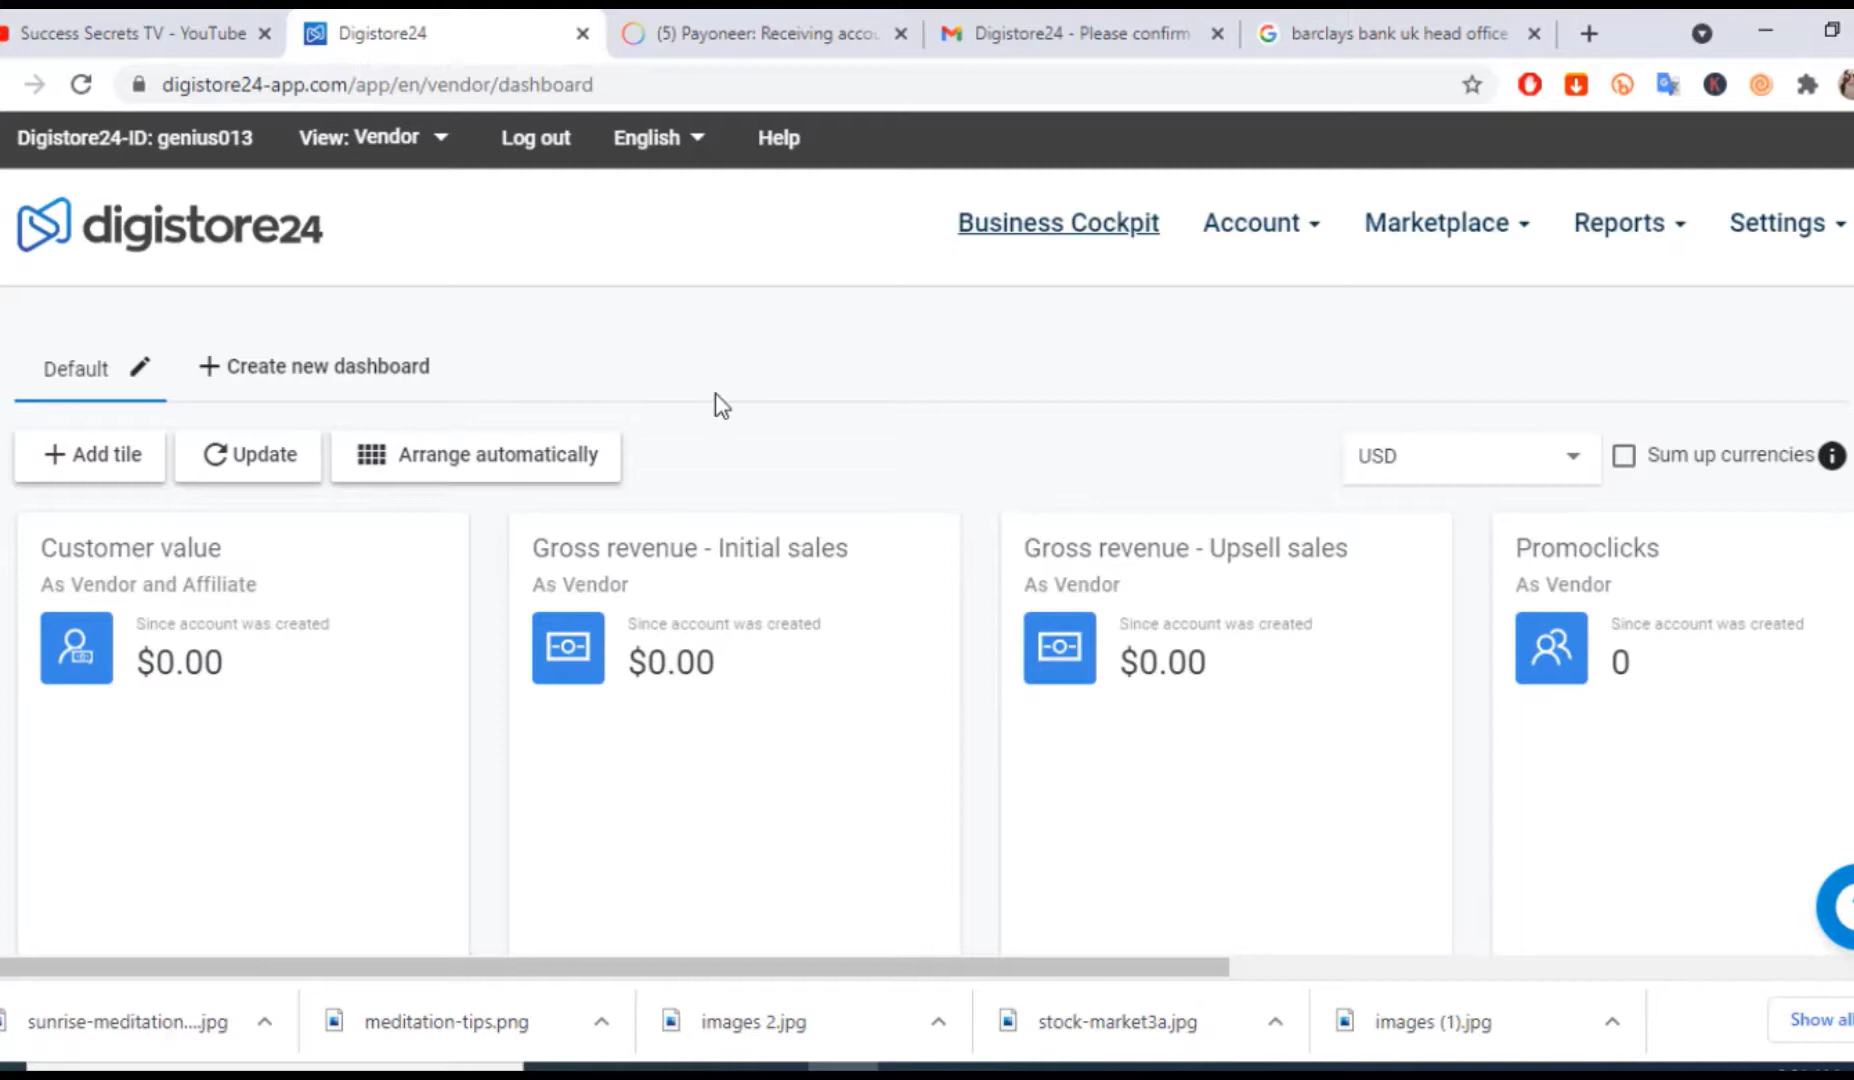 Success Secrets TV - YouTube
Digistore24
(5) Payoneer: Receiving accou
Digistore24 - Please confirm
barclays bank uk head office
digistore24-app.com/app/en/vendor/dashboard
Digistore24-ID: genius013 View: Vendor Log out English Help
digistore24
Business Cockpit Account Marketplace Reports Settings
Default + Create new dashboard
+ Add tile Update Arrange automatically USD Sum up currencies
Customer value
As Vendor and Affiliate
Since account was created
$0.00
Gross revenue - Initial sales
As Vendor
Since account was created
$0.00
Gross revenue - Upsell sales
As Vendor
Since account was created
$0.00
Promoclicks
As Vendor
Since account was created
0
sunrise-meditation....jpg meditation-tips.png images 2.jpg stock-market3a.jpg images (1).jpg Show all